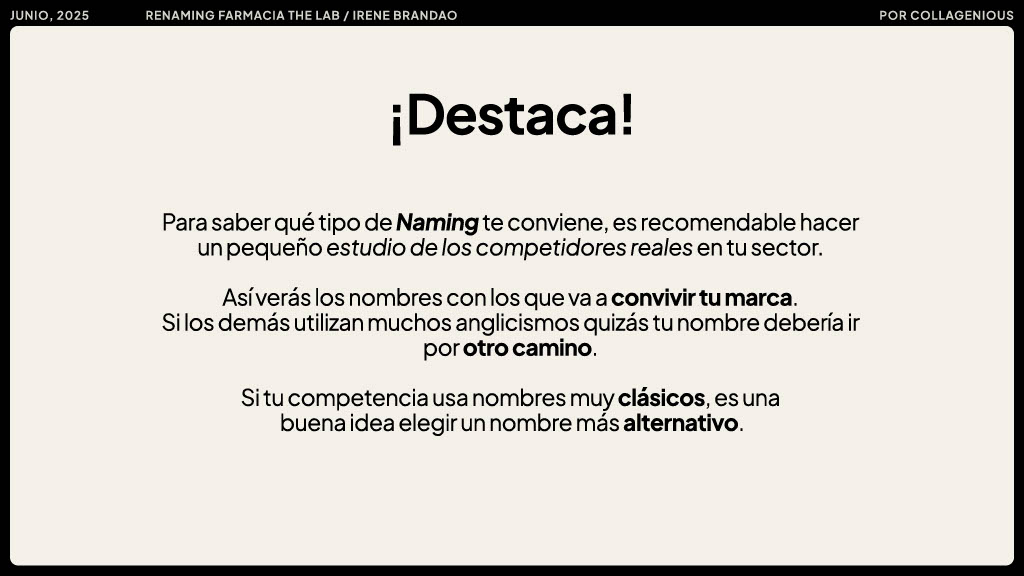 JUNIO, 2025
RENAMING FARMACIA THE LAB / IRENE BRANDAO
POR COLLAGENIOUS
¡Destaca!
Para saber qué tipo de Naming te conviene, es recomendable hacer
un pequeño estudio de los competidores reales en tu sector.
Así verás los nombres con los que va a convivir tu marca.
Si los demás utilizan muchos anglicismos quizás tu nombre debería ir
por otro camino.
Si tu competencia usa nombres muy clásicos, es una
buena idea elegir un nombre más alternativo.